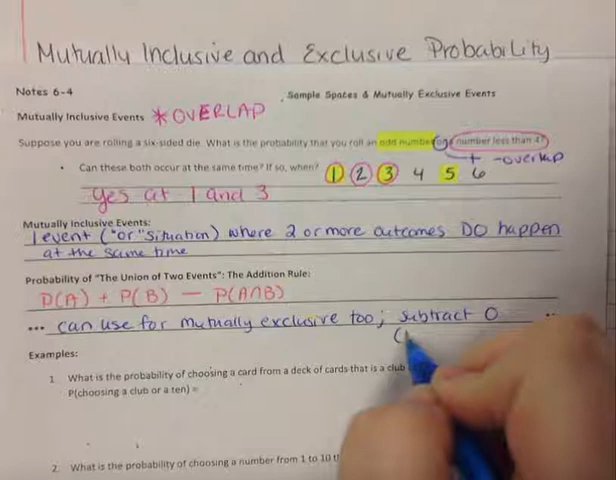 Mutually Inclusive and Exclusive Probability
Notes 6-4 Sample Spaces & Mutually Exclusive Events
Mutually Inclusive Events *OVERLAP
Suppose you are rolling a six-sided die. What is the probability that you roll an odd number or number less than 4?
+ -overlap
• Can these both occur at the same time? If so, when? 1 2 3 4 5 6
yes at 1 and 3
Mutually Inclusive Events:
1 event ("or" situation) where 2 or more outcomes DO happen
at the same time
Probability of "The Union of Two Events": The Addition Rule:
P(A) + P(B) — P(A∩B)
... can use for mutually exclusive too; subtract 0
(
Examples:
1. What is the probability of choosing a card from a deck of cards that is a club
P(choosing a club or a ten) =
2. What is the probability of choosing a number from 1 to 10